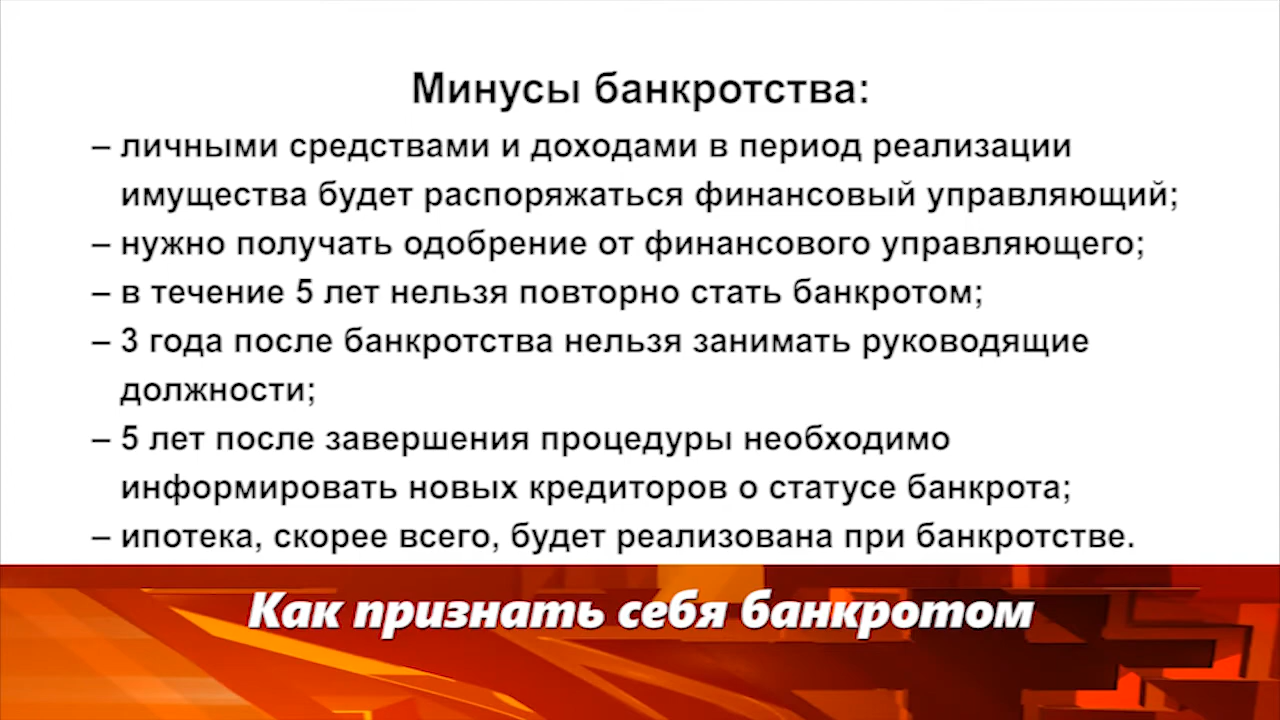 Минусы банкротства:
– личными средствами и доходами в период реализации
имущества будет распоряжаться финансовый управляющий;
– нужно получать одобрение от финансового управляющего;
– в течение 5 лет нельзя повторно стать банкротом;
– 3 года после банкротства нельзя занимать руководящие
должности;
– 5 лет после завершения процедуры необходимо
информировать новых кредиторов о статусе банкрота;
– ипотека, скорее всего, будет реализована при банкротстве.
Как признать себя банкротом